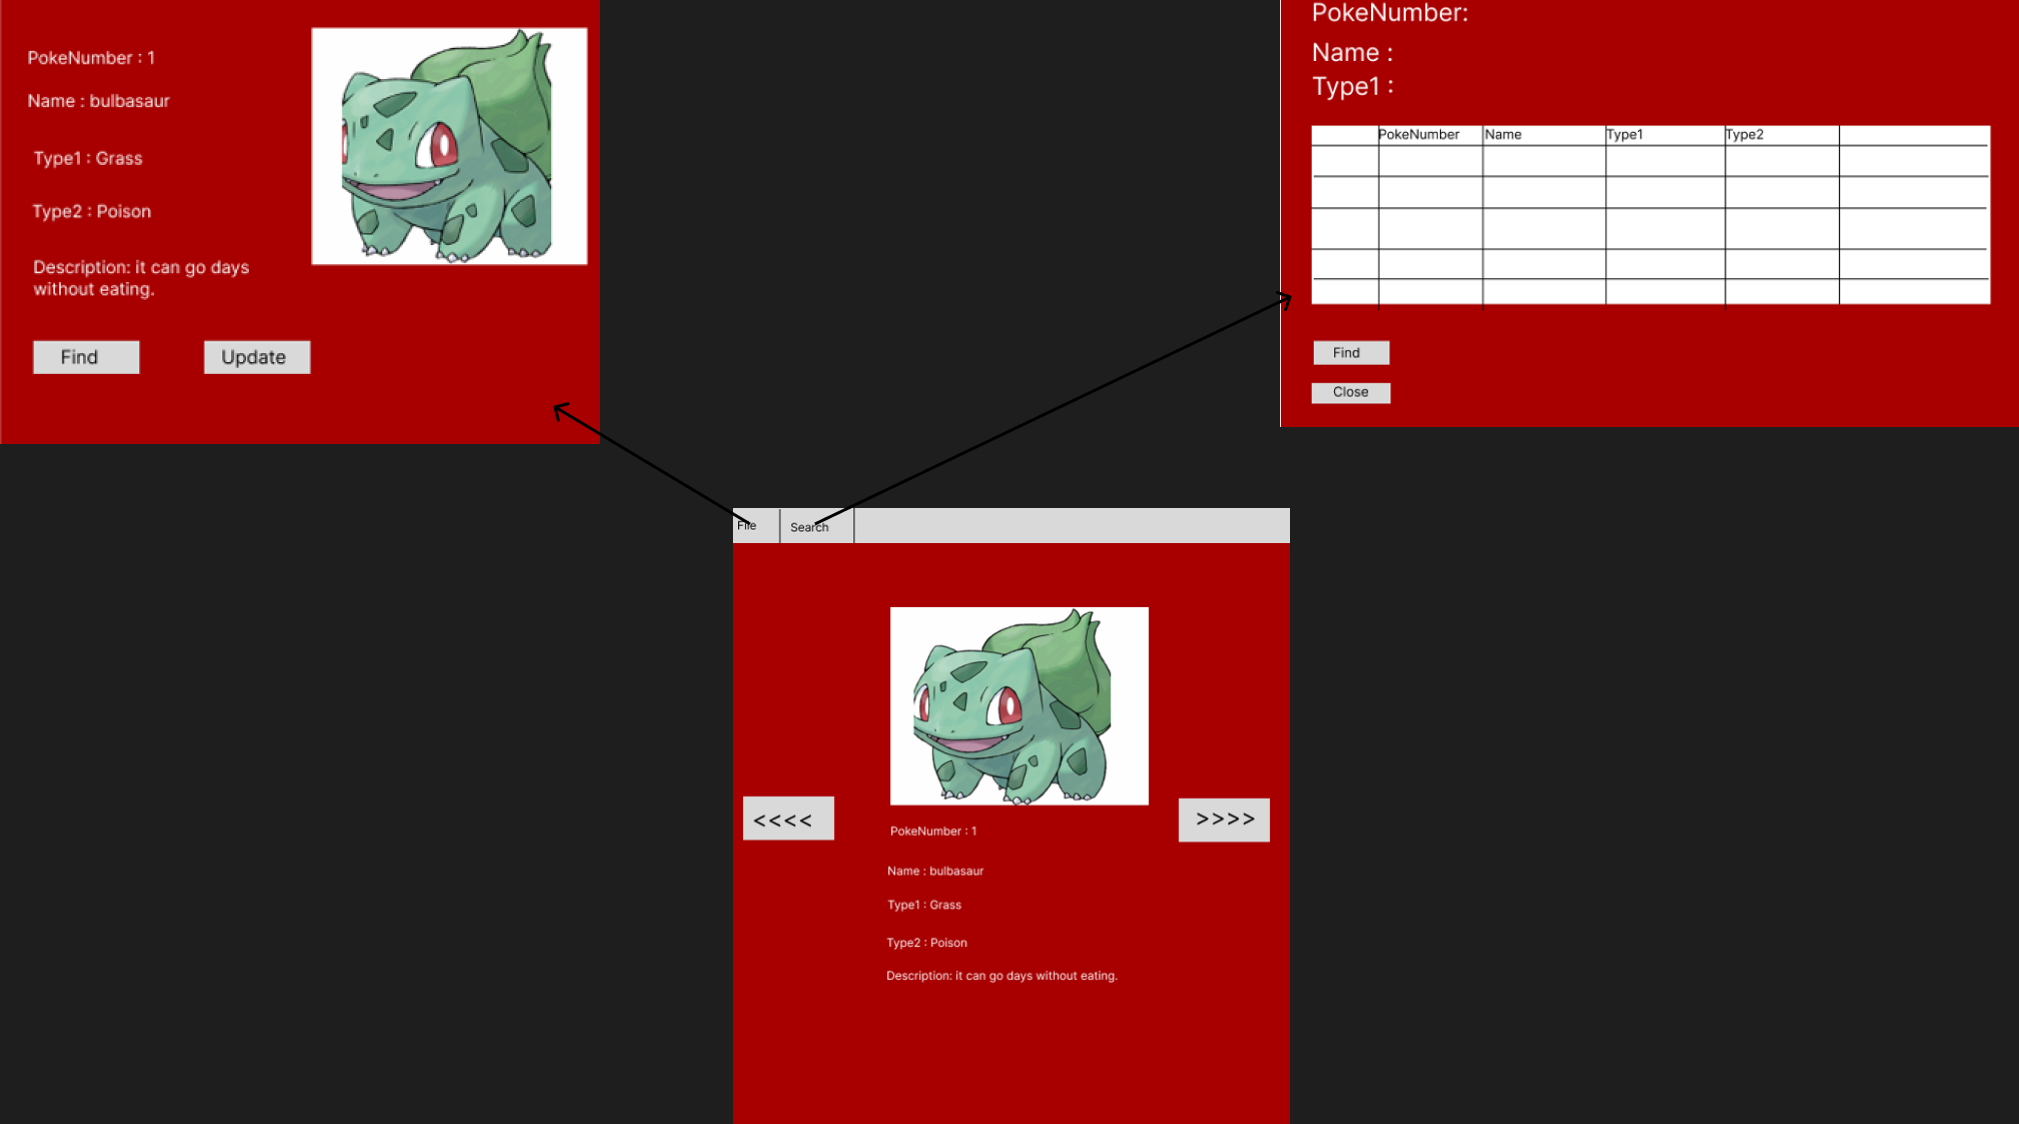 PokeNumber : 1
Name : bulbasaur
Type1 : Grass
Type2 : Poison
Description: it can go days
without eating.
Find
Update
PokeNumber:
Name :
Type1 :
PokeNumber
Name
Type1
Type2
Find
Close
File
Search
<<<<
>>>>
PokeNumber : 1
Name : bulbasaur
Type1 : Grass
Type2 : Poison
Description: it can go days without eating.